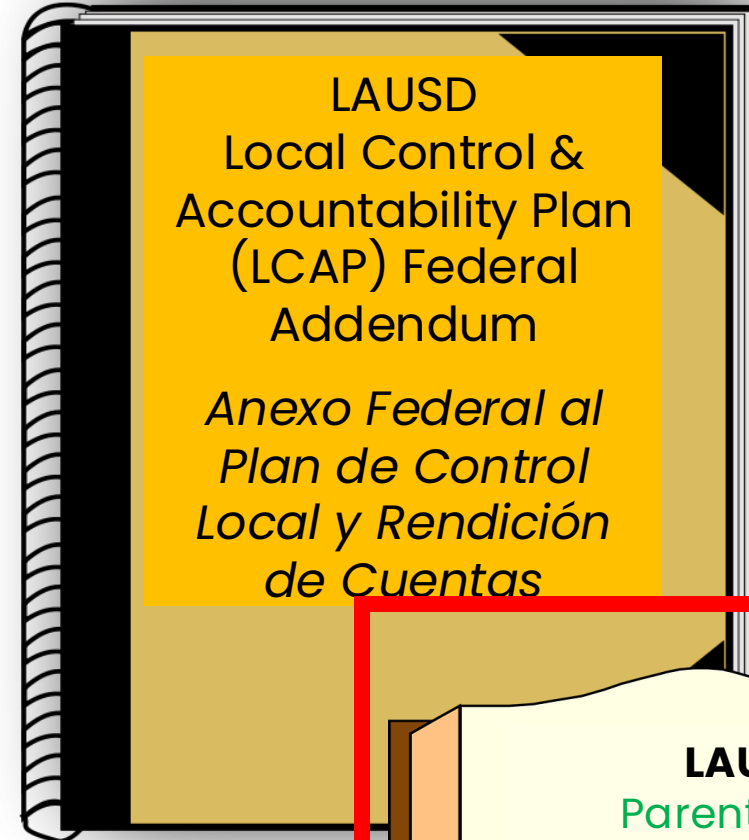 LAUSD
Local Control &
Accountability Plan
(LCAP) Federal
Addendum
Anexo Federal al
Plan de Control
Local y Rendición
de Cuentas